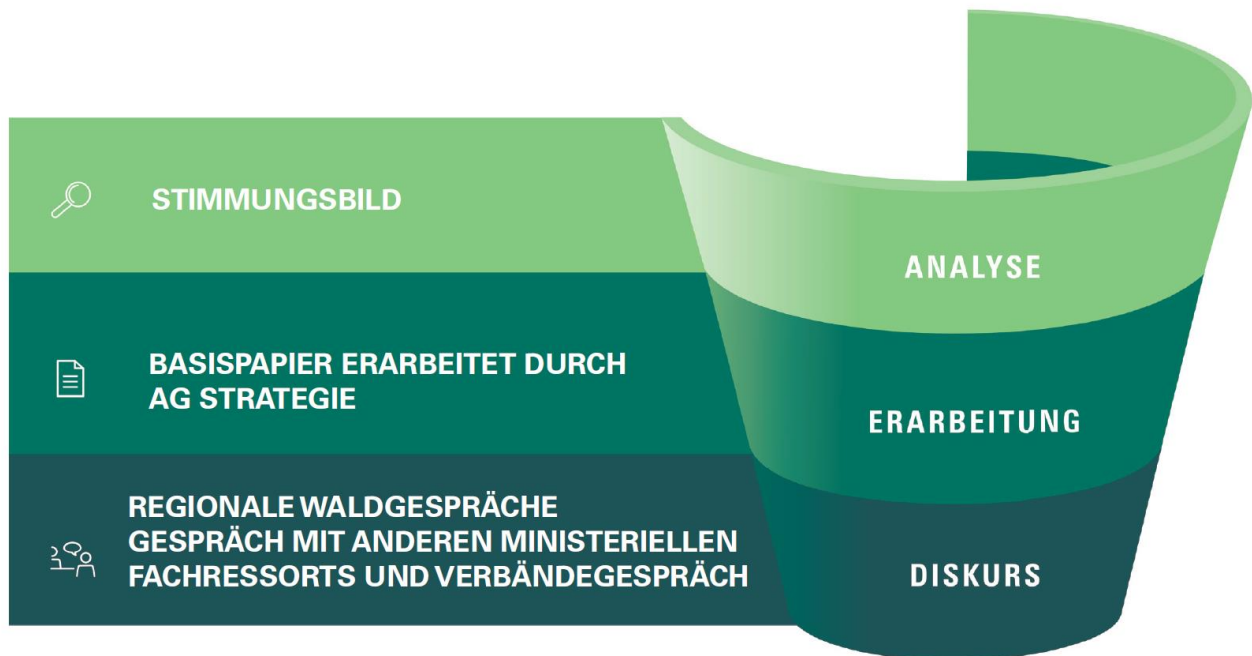 STIMMUNGSBILD
ANALYSE
BASISPAPIER ERARBEITET DURCH
AG STRATEGIE
ERARBEITUNG
REGIONALE WALDGESPRÄCHE
GESPRÄCH MIT ANDEREN MINISTERIELLEN
FACHRESSORTS UND VERBÄNDEGESPRÄCH
DISKURS